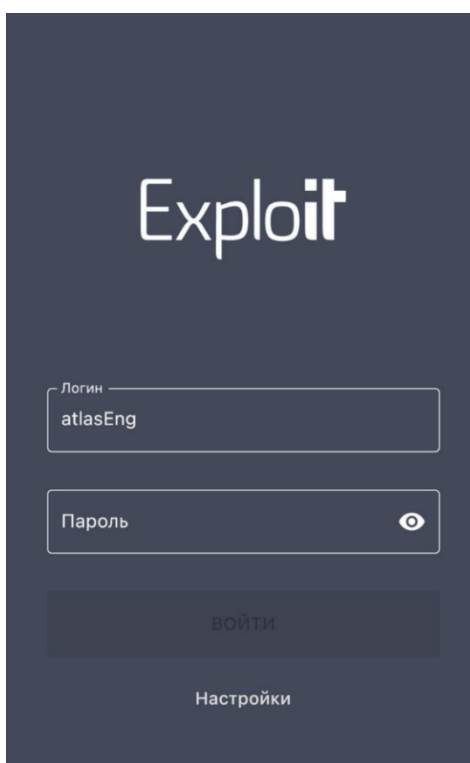 Exploit
Логин
atlasEng
Пароль
ВОЙТИ
Настройки